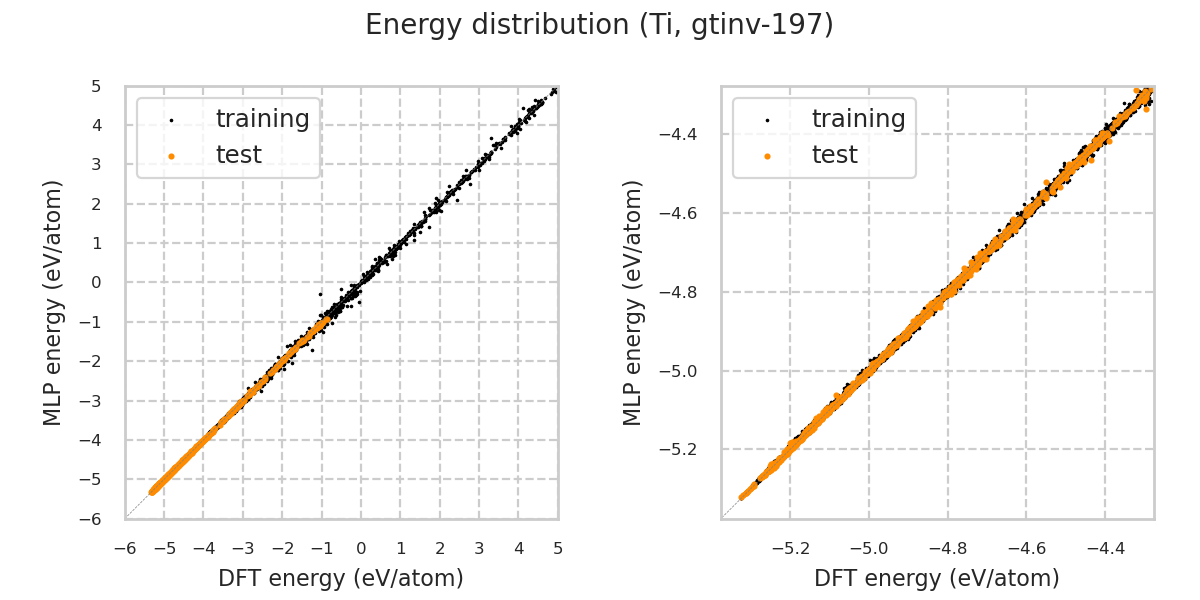 Energy distribution (Ti, gtinv-197)
5
4
3
2
1
0
−1
−2
−3
−4
−5
−6
MLP energy (eV/atom)
training
test
−6 −5 −4 −3 −2 −1 0 1 2 3 4 5
DFT energy (eV/atom)
−4.4
−4.6
−4.8
−5.0
−5.2
MLP energy (eV/atom)
training
test
−5.2 −5.0 −4.8 −4.6 −4.4
DFT energy (eV/atom)